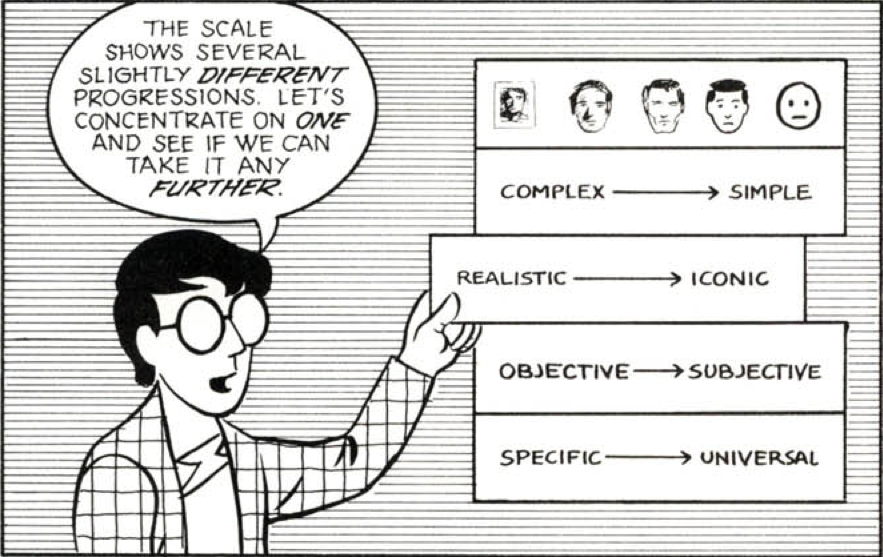 THE SCALE
SHOWS SEVERAL
SLIGHTLY DIFFERENT
PROGRESSIONS. LET'S
CONCENTRATE ON ONE
AND SEE IF WE CAN
TAKE IT ANY
FURTHER.
COMPLEX → SIMPLE
REALISTIC → ICONIC
OBJECTIVE → SUBJECTIVE
SPECIFIC → UNIVERSAL